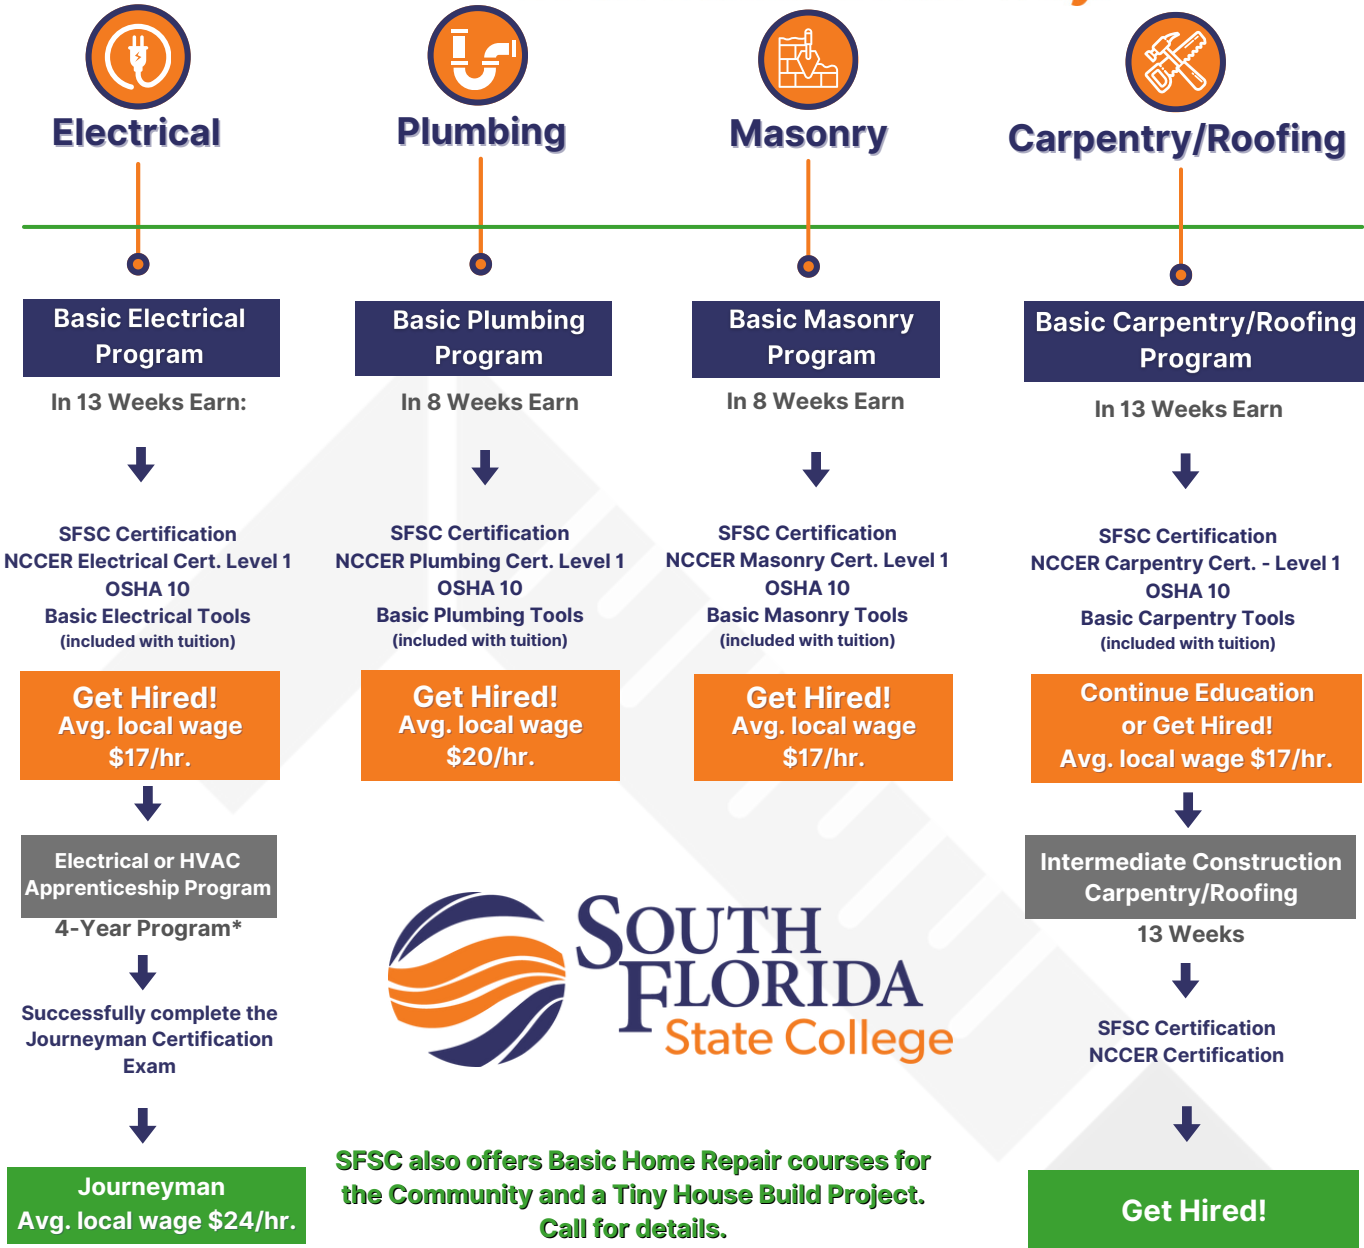 Electrical
Basic Electrical
Program
In 13 Weeks Earn:
SFSC Certification
NCCER Electrical Cert. Level 1
OSHA 10
Basic Electrical Tools
(included with tuition)
Get Hired!
Avg. local wage
$17/hr.
Electrical or HVAC
Apprenticeship Program
4-Year Program*
Successfully complete the
Journeyman Certification
Exam
Journeyman
Avg. local wage $24/hr.
Plumbing
Basic Plumbing
Program
In 8 Weeks Earn
SFSC Certification
NCCER Plumbing Cert. Level 1
OSHA 10
Basic Plumbing Tools
(included with tuition)
Get Hired!
Avg. local wage
$20/hr.
Masonry
Basic Masonry
Program
In 8 Weeks Earn
SFSC Certification
NCCER Masonry Cert. Level 1
OSHA 10
Basic Masonry Tools
(included with tuition)
Get Hired!
Avg. local wage
$17/hr.
Carpentry/Roofing
Basic Carpentry/Roofing
Program
In 13 Weeks Earn
SFSC Certification
NCCER Carpentry Cert. - Level 1
OSHA 10
Basic Carpentry Tools
(included with tuition)
Continue Education
or Get Hired!
Avg. local wage $17/hr.
Intermediate Construction
Carpentry/Roofing
13 Weeks
SFSC Certification
NCCER Certification
Get Hired!
SOUTH
FLORIDA
State College
SFSC also offers Basic Home Repair courses for
the Community and a Tiny House Build Project.
Call for details.